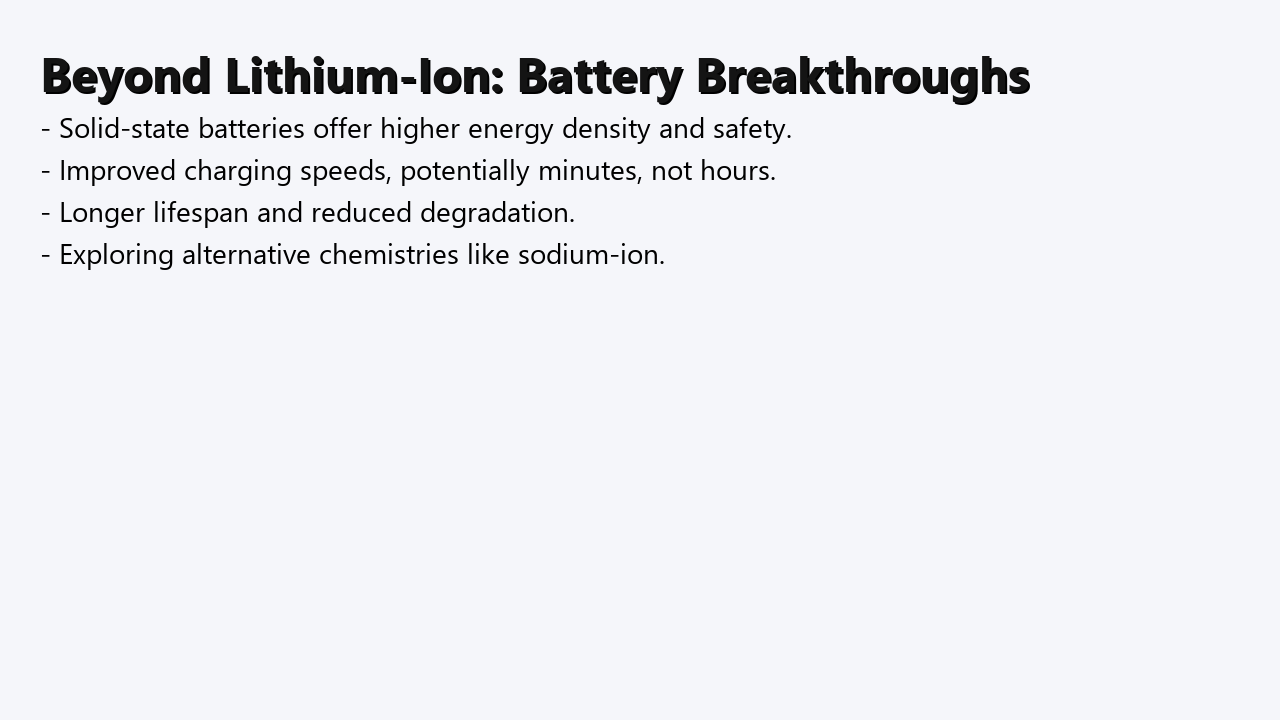 Beyond Lithium-Ion: Battery Breakthroughs
- Solid-state batteries offer higher energy density and safety.
- Improved charging speeds, potentially minutes, not hours.
- Longer lifespan and reduced degradation.
- Exploring alternative chemistries like sodium-ion.